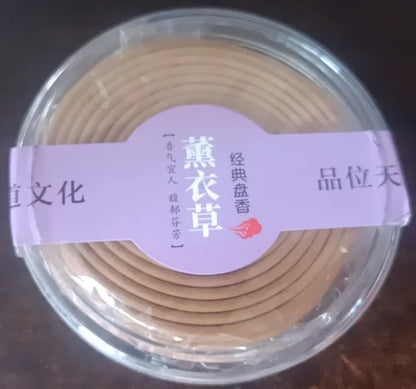 经典盘香
薰衣草
【香气宜人 馥郁芬芳】
道文化
品位天